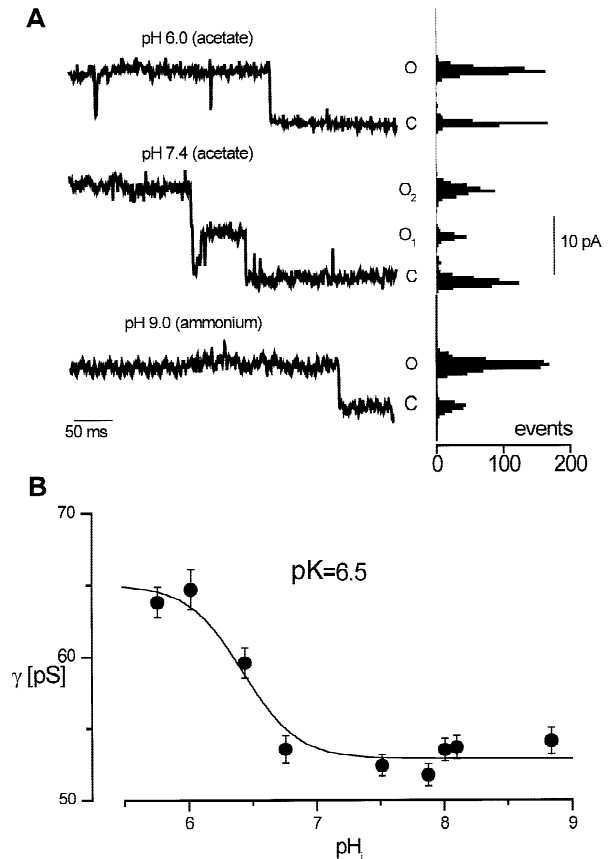 A
pH 6.0 (acetate)
O
C
pH 7.4 (acetate)
O2
O1
C
10 pA
pH 9.0 (ammonium)
O
C
50 ms
events
0 100 200
B
70
60
50
γ [pS]
pK=6.5
6 7 8 9
pHi